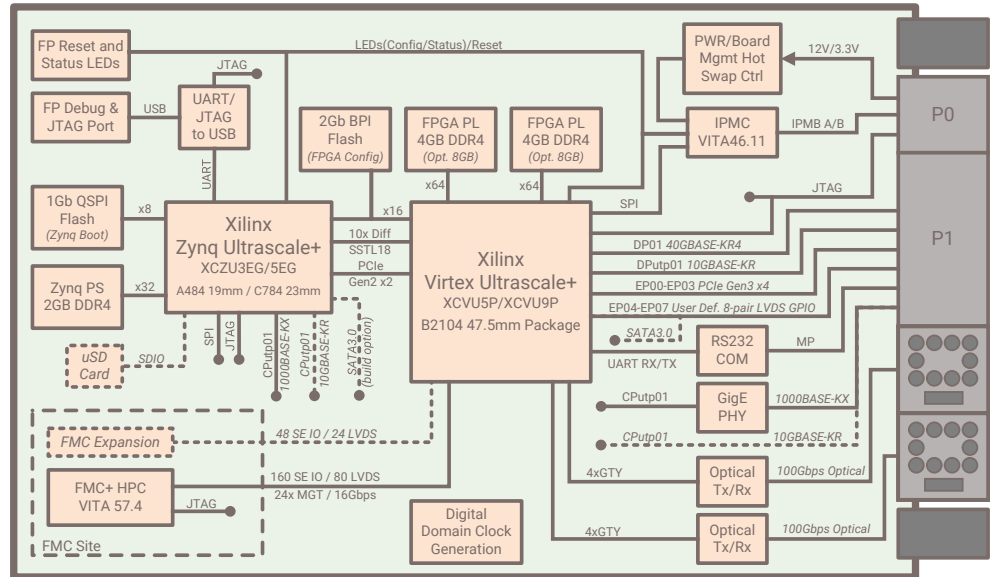 FP Reset and
Status LEDs
LEDs(Config/Status)/Reset
PWR/Board
Mgmt Hot
Swap Ctrl
12V/3.3V
JTAG
FP Debug &
JTAG Port
USB
UART/
JTAG
to USB
2Gb BPI
Flash
(FPGA Config)
FPGA PL
4GB DDR4
(Opt. 8GB)
FPGA PL
4GB DDR4
(Opt. 8GB)
IPMC
VITA46.11
IPMB A/B
P0
UART
x64
x64
JTAG
1Gb QSPI
Flash
(Zynq Boot)
x8
Xilinx
Zynq Ultrascale+
XCZU3EG/5EG
A484 19mm / C784 23mm
x16
10x Diff
SSTL18
PCIe
Gen2 x2
Xilinx
Virtex Ultrascale+
XCVU5P/XCVU9P
B2104 47.5mm Package
SPI
DP01 40GBASE-KR4
DPutp01 10GBASE-KR
EP00-EP03 PCIe Gen3 x4
EP04-EP07 User Def. 8-pair LVDS GPIO
P1
Zynq PS
2GB DDR4
x32
SATA3.0
UART RX/TX
RS232
COM
MP
uSD
Card
SDIO
SPI
JTAG
CPutp01
1000BASE-KX
CPutp01
10GBASE-KR
SATA3.0
(build option)
CPutp01
GigE
PHY
1000BASE-KX
CPutp01
10GBASE-KR
FMC Expansion
48 SE IO / 24 LVDS
FMC+ HPC
VITA 57.4
160 SE IO / 80 LVDS
24x MGT / 16Gbps
JTAG
FMC Site
Digital
Domain Clock
Generation
4xGTY
Optical
Tx/Rx
100Gbps Optical
4xGTY
Optical
Tx/Rx
100Gbps Optical